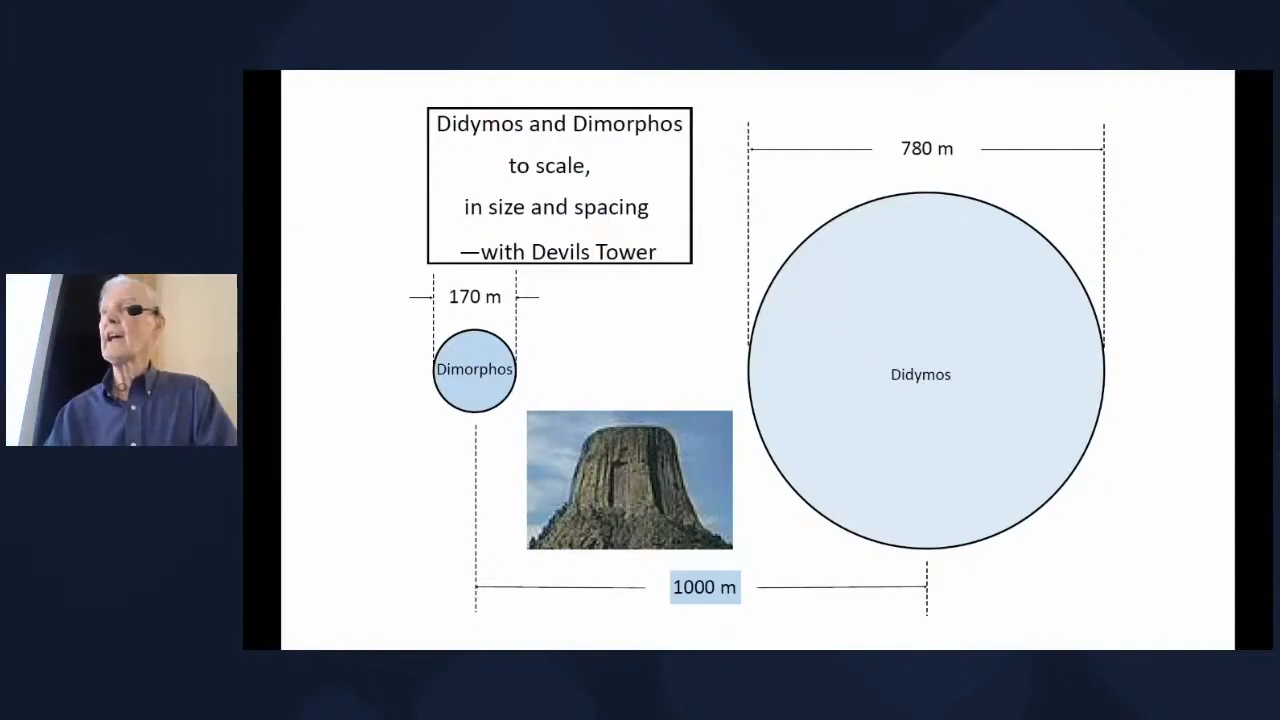 Didymos and Dimorphos
to scale,
in size and spacing
—with Devils Tower
780 m
170 m
Dimorphos
Didymos
1000 m